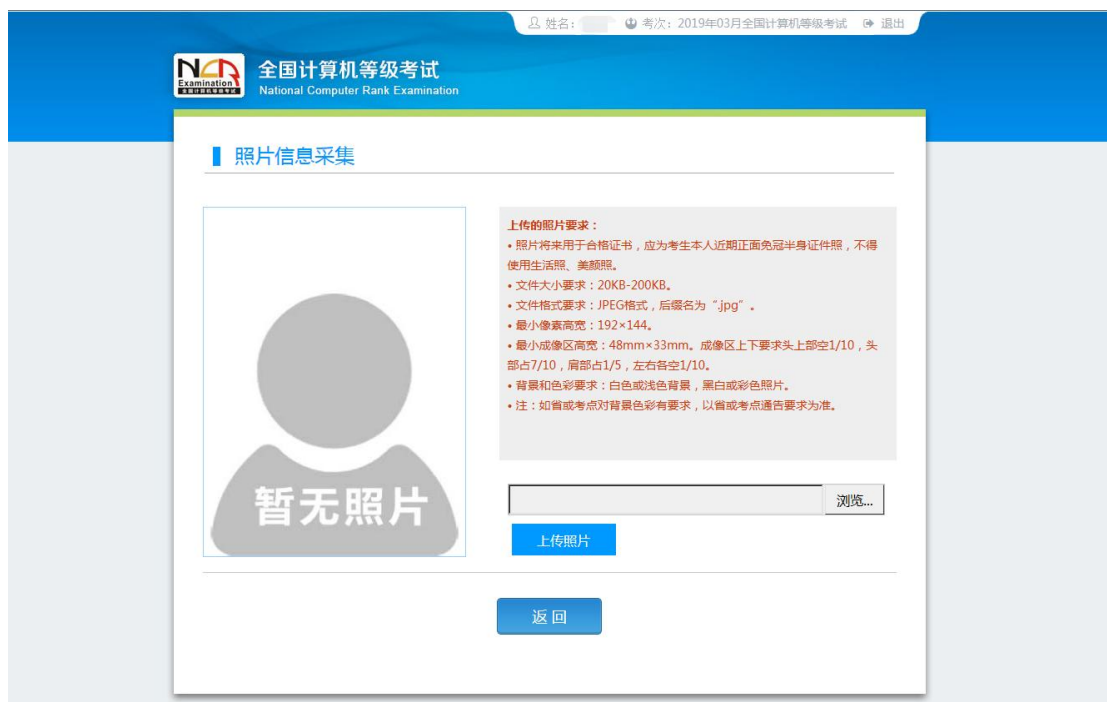 姓名： 考次：2019年03月全国计算机等级考试 退出
NCR
Examination
全国计算机等级考试
全国计算机等级考试
National Computer Rank Examination
照片信息采集
上传的照片要求：
• 照片将来用于合格证书，应为考生本人近期正面免冠半身证件照，不得
使用生活照、美颜照。
• 文件大小要求：20KB-200KB。
• 文件格式要求：JPEG格式，后缀名为“.jpg”。
• 最小像素高宽：192×144。
• 最小成像区高宽：48mm×33mm。成像区上下要求头上部空1/10，头
部占7/10，肩部占1/5，左右各空1/10。
• 背景和色彩要求：白色或浅色背景，黑白或彩色照片。
• 注：如省或考点对背景色彩有要求，以省或考点通告要求为准。
暂无照片
浏览...
上传照片
返回